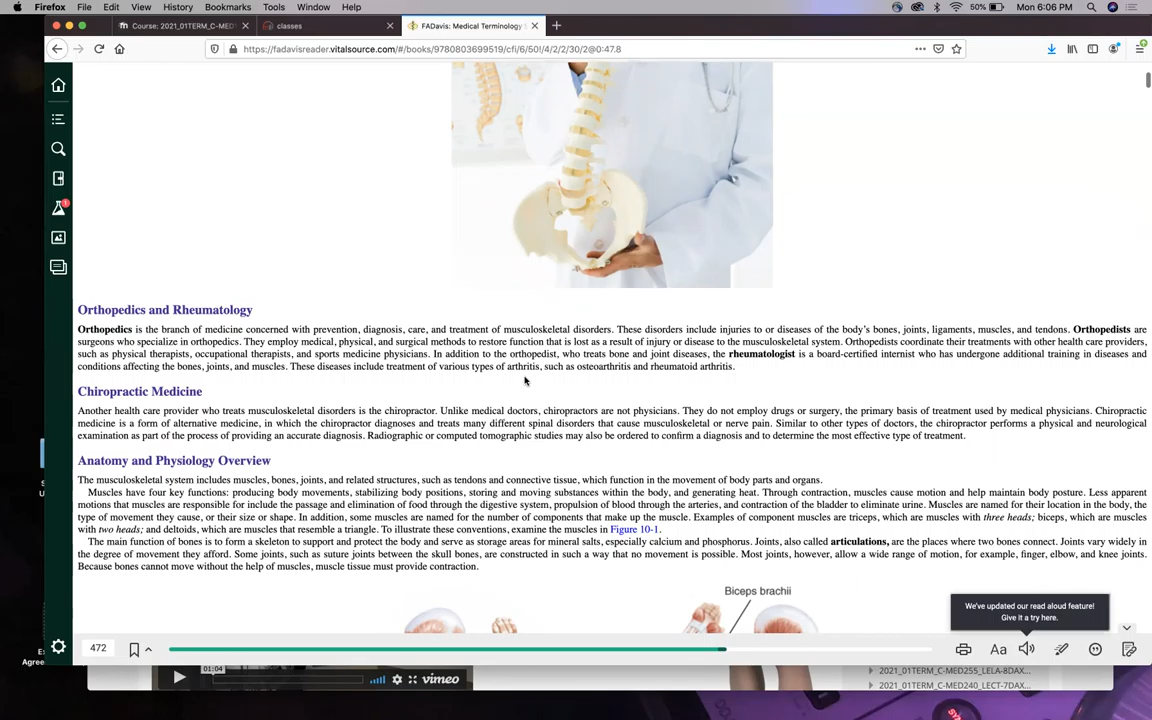 Firefox File Edit View History Bookmarks Tools Window Help 50% Mon 6:06 PM
Course: 2021_01TERM_C-MED classes FADavis: Medical Terminology
https://fadavisreader.vitalsource.com/#/books/9780803699519/cfi/6/50!/4/2/2/30/2@0:47.8
Orthopedics and Rheumatology
Orthopedics is the branch of medicine concerned with prevention, diagnosis, care, and treatment of musculoskeletal disorders. These disorders include injuries to or diseases of the body's bones, joints, ligaments, muscles, and tendons. Orthopedists are
surgeons who specialize in orthopedics. They employ medical, physical, and surgical methods to restore function that is lost as a result of injury or disease to the musculoskeletal system. Orthopedists coordinate their treatments with other health care providers,
such as physical therapists, occupational therapists, and sports medicine physicians. In addition to the orthopedist, who treats bone and joint diseases, the rheumatologist is a board-certified internist who has undergone additional training in diseases and
conditions affecting the bones, joints, and muscles. These diseases include treatment of various types of arthritis, such as osteoarthritis and rheumatoid arthritis.
Chiropractic Medicine
Another health care provider who treats musculoskeletal disorders is the chiropractor. Unlike medical doctors, chiropractors are not physicians. They do not employ drugs or surgery, the primary basis of treatment used by medical physicians. Chiropractic
medicine is a form of alternative medicine, in which the chiropractor diagnoses and treats many different spinal disorders that cause musculoskeletal or nerve pain. Similar to other types of doctors, the chiropractor performs a physical and neurological
examination as part of the process of providing an accurate diagnosis. Radiographic or computed tomographic studies may also be ordered to confirm a diagnosis and to determine the most effective type of treatment.
Anatomy and Physiology Overview
The musculoskeletal system includes muscles, bones, joints, and related structures, such as tendons and connective tissue, which function in the movement of body parts and organs.
Muscles have four key functions: producing body movements, stabilizing body positions, storing and moving substances within the body, and generating heat. Through contraction, muscles cause motion and help maintain body posture. Less apparent
motions that muscles are responsible for include the passage and elimination of food through the digestive system, propulsion of blood through the arteries, and contraction of the bladder to eliminate urine. Muscles are named for their location in the body, the
type of movement they cause, or their size or shape. In addition, some muscles are named for the number of components that make up the muscle. Examples of component muscles are triceps, which are muscles with three heads; biceps, which are muscles
with two heads; and deltoids, which are muscles that resemble a triangle. To illustrate these conventions, examine the muscles in Figure 10-1.
The main function of bones is to form a skeleton to support and protect the body and serve as storage areas for mineral salts, especially calcium and phosphorus. Joints, also called articulations, are the places where two bones connect. Joints vary widely in
the degree of movement they afford. Some joints, such as suture joints between the skull bones, are constructed in such a way that no movement is possible. Most joints, however, allow a wide range of motion, for example, finger, elbow, and knee joints.
Because bones cannot move without the help of muscles, muscle tissue must provide contraction.
Biceps brachii
We've updated our read aloud feature!
Give it a try here.
472
Aa
Agree
01:04
vimeo
2021_01TERM_C-MED255_LELA-8DAX...
2021_01TERM_C-MED240_LECT-7DAX...